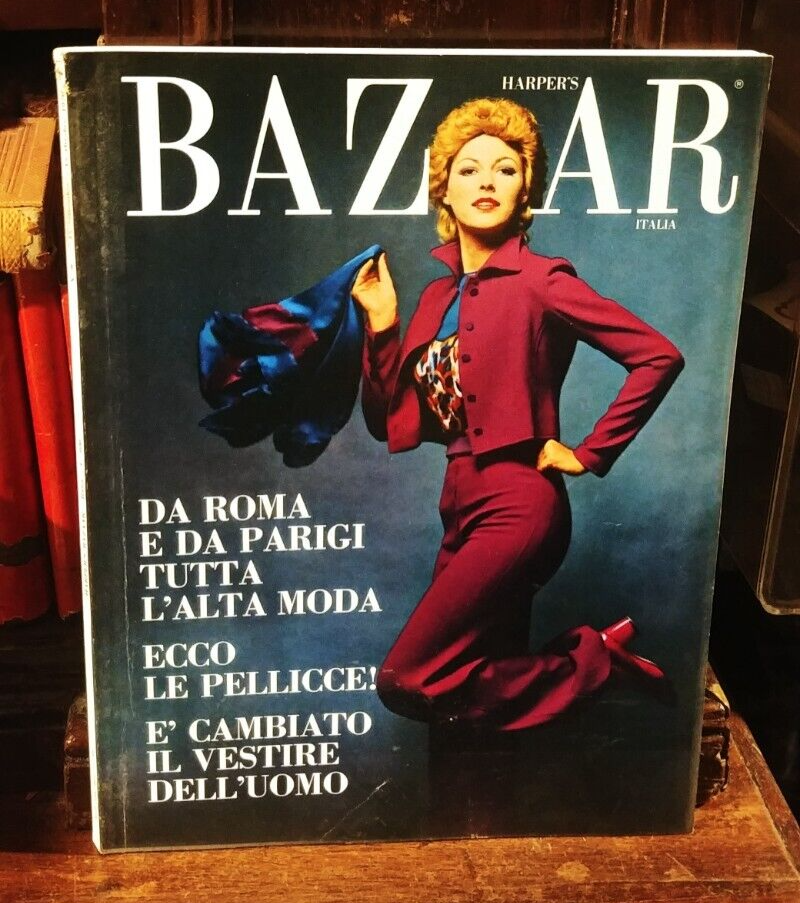 HARPER'S
BAZAAR®
ITALIA
DA ROMA
E DA PARIGI
TUTTA
L'ALTA MODA
ECCO
LE PELLICCE!
E' CAMBIATO
IL VESTIRE
DELL'UOMO